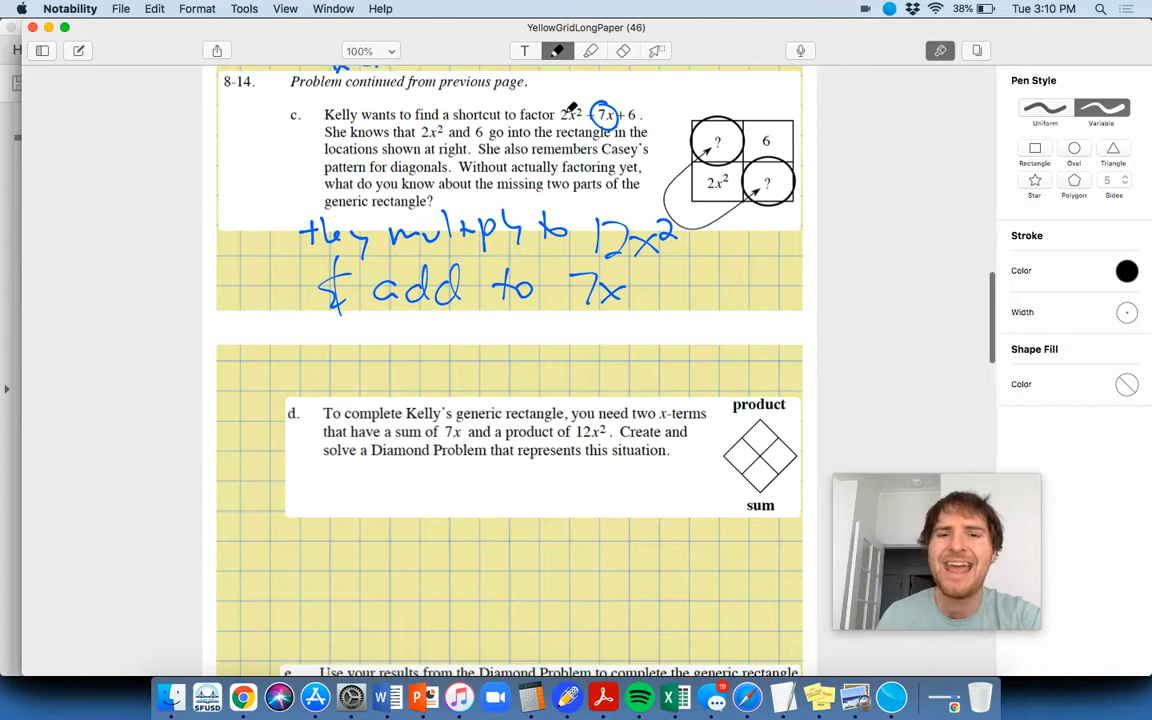 Notability File Edit Format Tools View Window Help 38% Tue 3:10 PM
YellowGridLongPaper (46)
100% T
8-14. Problem continued from previous page.
c. Kelly wants to find a shortcut to factor 2x² + 7x + 6 .
She knows that 2x² and 6 go into the rectangle in the
locations shown at right. She also remembers Casey's
pattern for diagonals. Without actually factoring yet,
what do you know about the missing two parts of the
generic rectangle?
? 6
2x² ?
they multiply to 12x²
& add to 7x
d. To complete Kelly's generic rectangle, you need two x-terms
that have a sum of 7x and a product of 12x² . Create and
solve a Diamond Problem that represents this situation.
product
sum
e. Use your results from the Diamond Problem to complete the generic rectangle
Pen Style
Uniform Variable
Rectangle Oval Triangle
5
Star Polygon Sides
Stroke
Color
Width
Shape Fill
Color
SFUSD
19